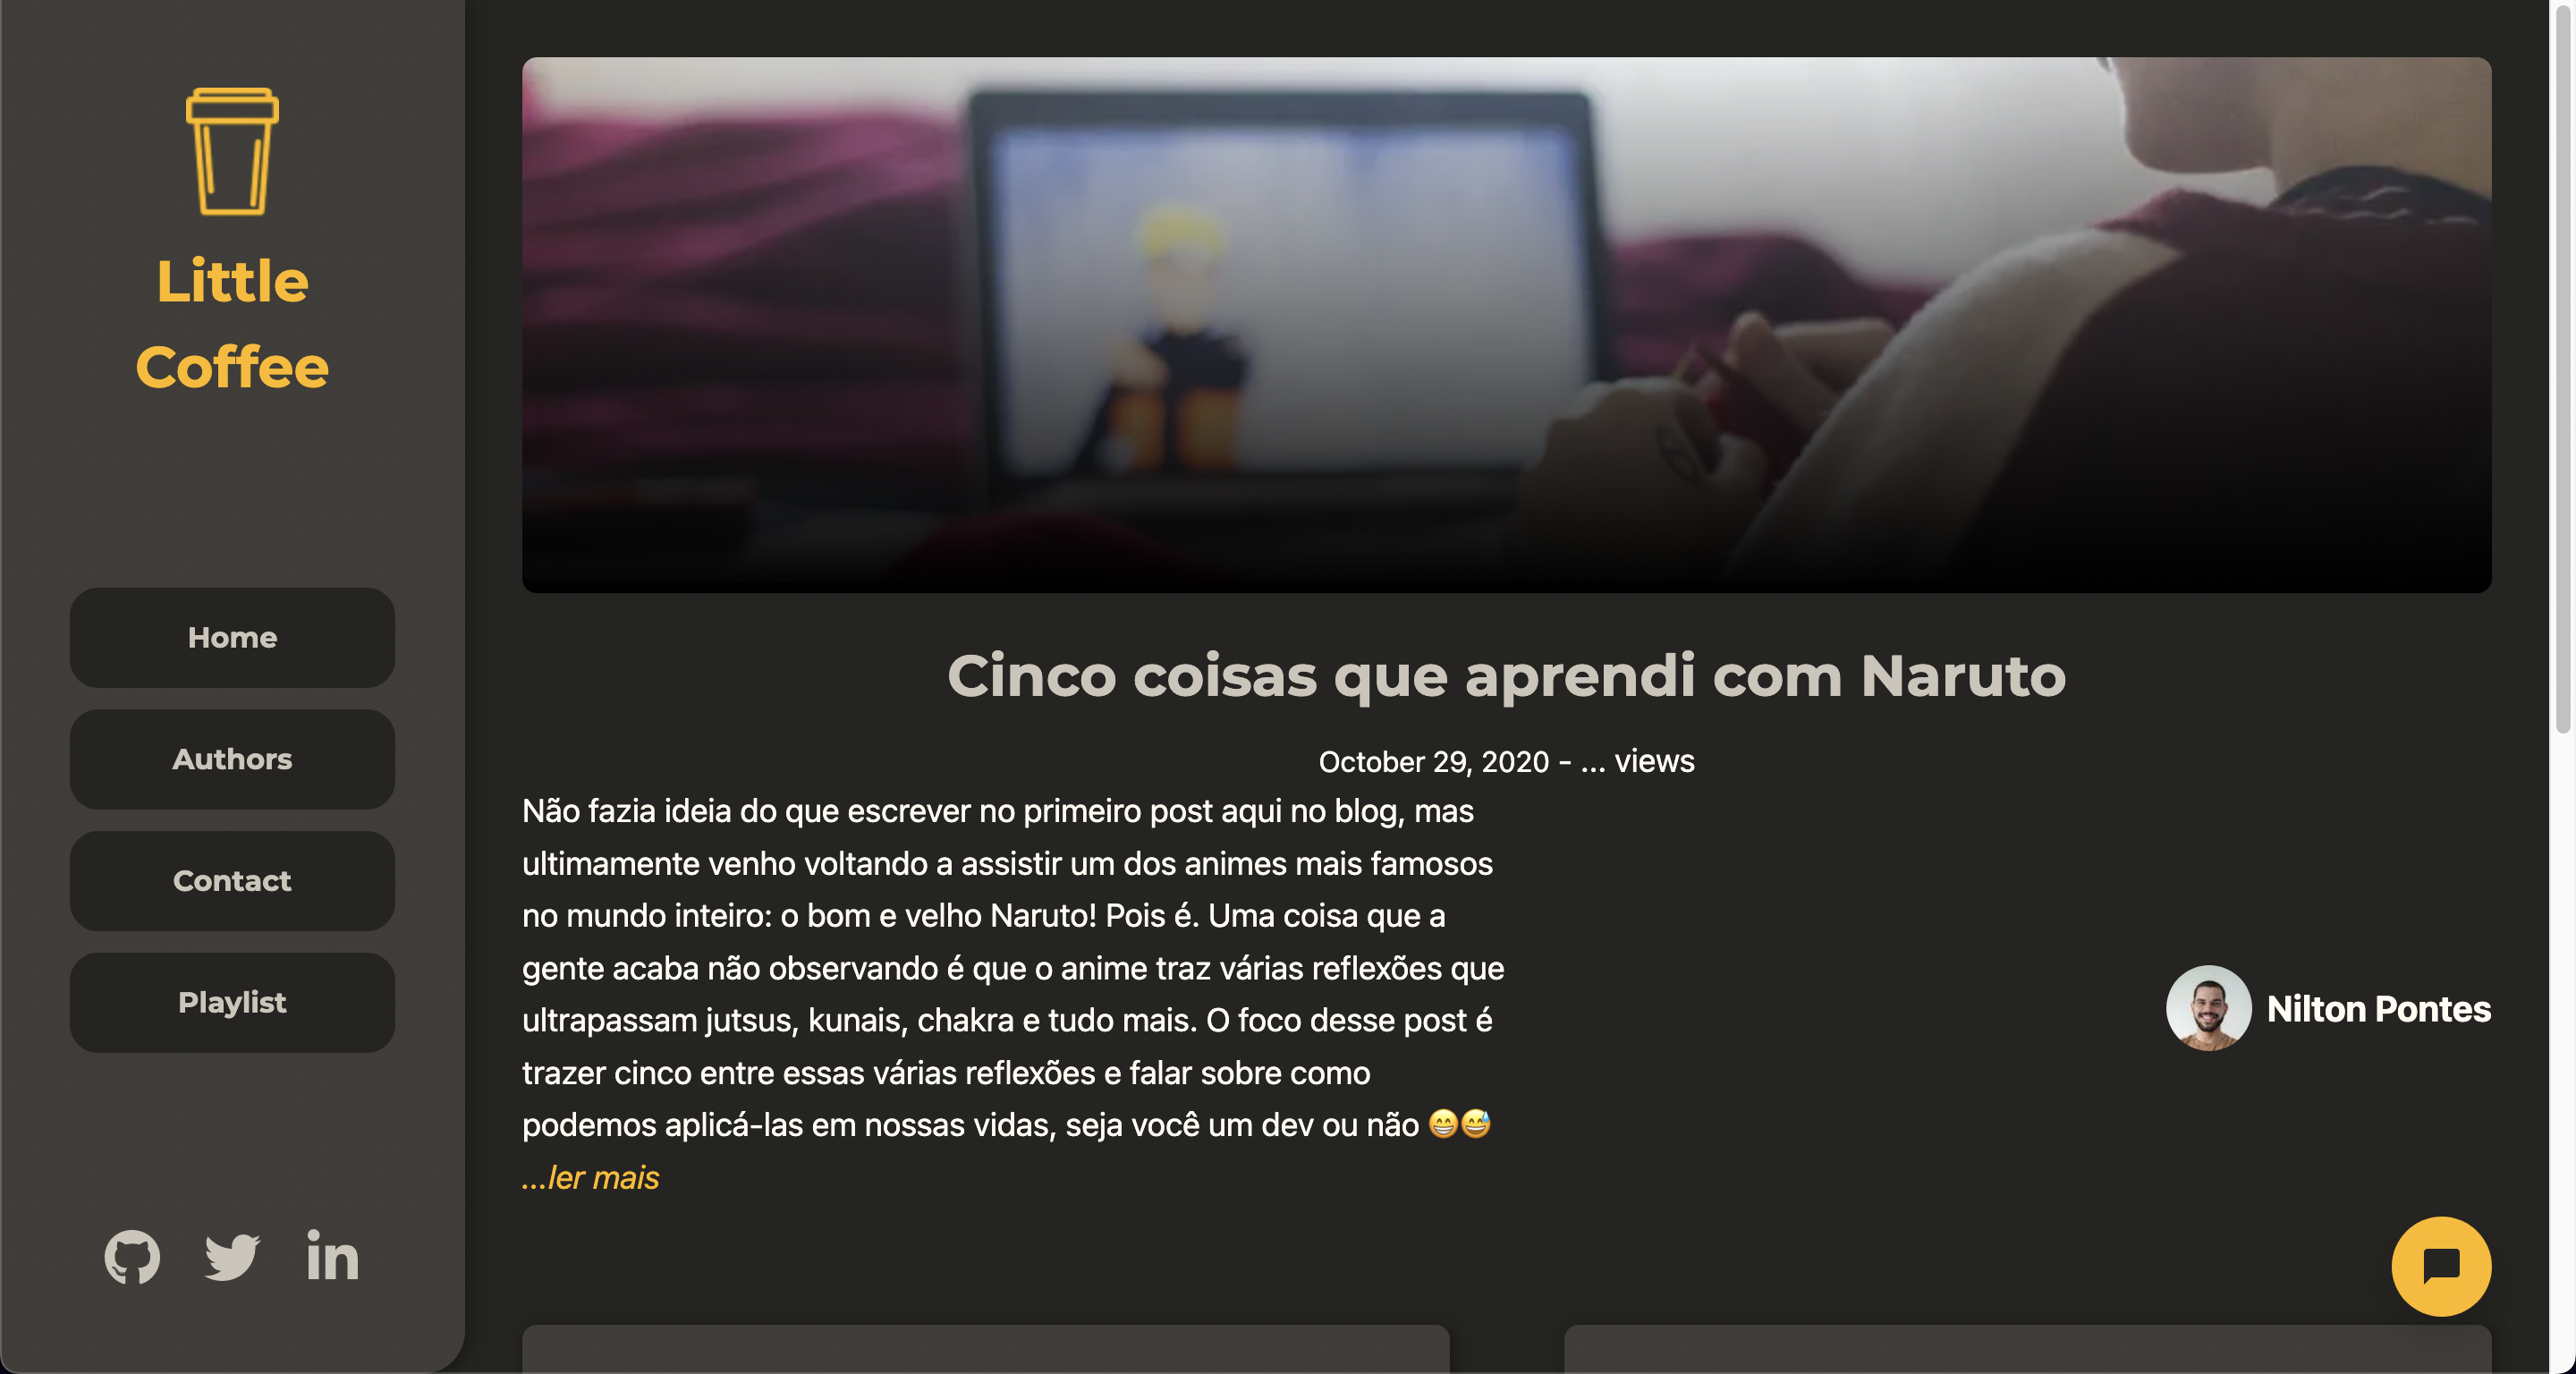 Little
Coffee
Home
Authors
Contact
Playlist
Cinco coisas que aprendi com Naruto
October 29, 2020 - ... views
Não fazia ideia do que escrever no primeiro post aqui no blog, mas
ultimamente venho voltando a assistir um dos animes mais famosos
no mundo inteiro: o bom e velho Naruto! Pois é. Uma coisa que a
gente acaba não observando é que o anime traz várias reflexões que
ultrapassam jutsus, kunais, chakra e tudo mais. O foco desse post é
trazer cinco entre essas várias reflexões e falar sobre como
podemos aplicá-las em nossas vidas, seja você um dev ou não 😁😅
...ler mais
Nilton Pontes
in